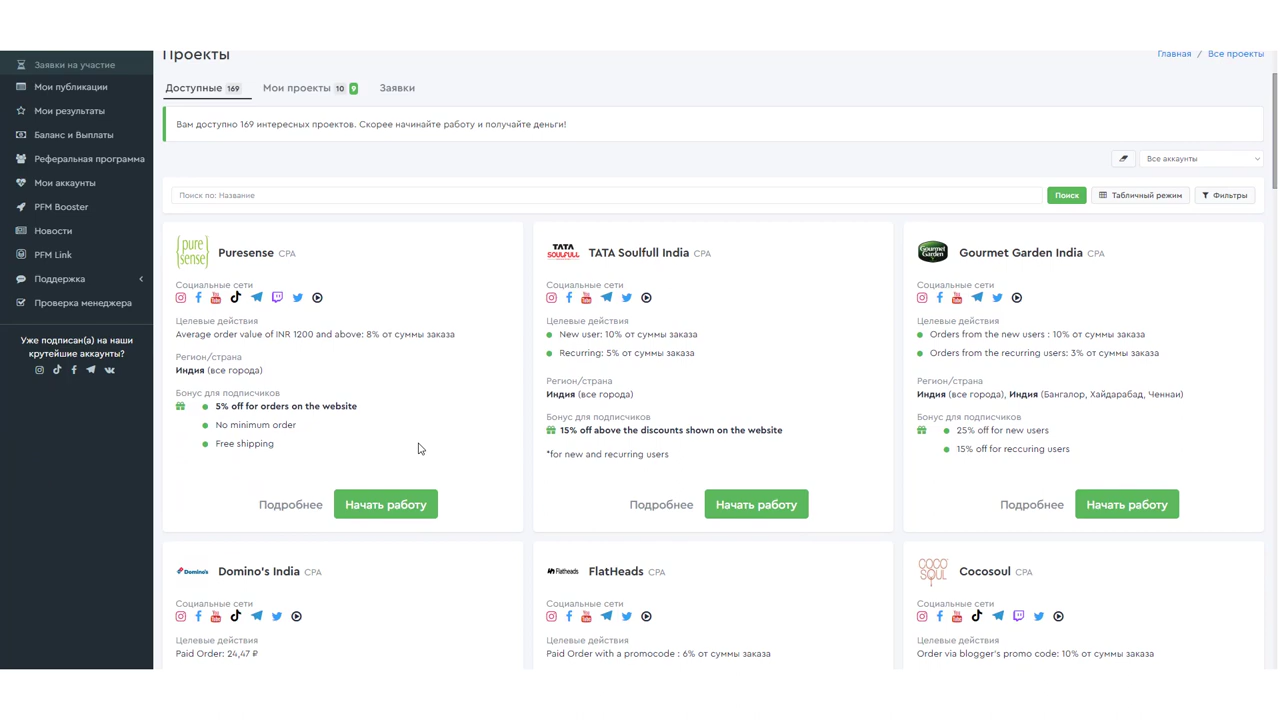 Проекты
Главная / Все проекты
Заявки на участие
Мои публикации
Мои результаты
Баланс и Выплаты
Реферальная программа
Мои аккаунты
PFM Booster
Новости
PFM Link
Поддержка
Проверка менеджера
Уже подписан(а) на наши
крутейшие аккаунты?
Доступные 169 Мои проекты 10 9 Заявки
Вам доступно 169 интересных проектов. Скорее начинайте работу и получайте деньги!
Все аккаунты
Поиск по: Название
Поиск
Табличный режим
Фильтры
pure sense
Puresense CPA
Социальные сети
Целевые действия
Average order value of INR 1200 and above: 8% от суммы заказа
Регион/страна
Индия (все города)
Бонус для подписчиков
5% off for orders on the website
No minimum order
Free shipping
Подробнее Начать работу
TATA SOULFULL
TATA Soulfull India CPA
Социальные сети
Целевые действия
New user: 10% от суммы заказа
Recurring: 5% от суммы заказа
Регион/страна
Индия (все города)
Бонус для подписчиков
15% off above the discounts shown on the website
*for new and recurring users
Подробнее Начать работу
Gourmet Garden
Gourmet Garden India CPA
Социальные сети
Целевые действия
Orders from the new users : 10% от суммы заказа
Orders from the recurring users: 3% от суммы заказа
Регион/страна
Индия (все города), Индия (Бангалор, Хайдарабад, Ченнаи)
Бонус для подписчиков
25% off for new users
15% off for reccuring users
Подробнее Начать работу
Domino's
Domino's India CPA
Социальные сети
Целевые действия
Paid Order: 24,47 ₽
Flatheads
FlatHeads CPA
Социальные сети
Целевые действия
Paid Order with a promocode : 6% от суммы заказа
COCO SOUL
Cocosoul CPA
Социальные сети
Целевые действия
Order via blogger's promo code: 10% от суммы заказа